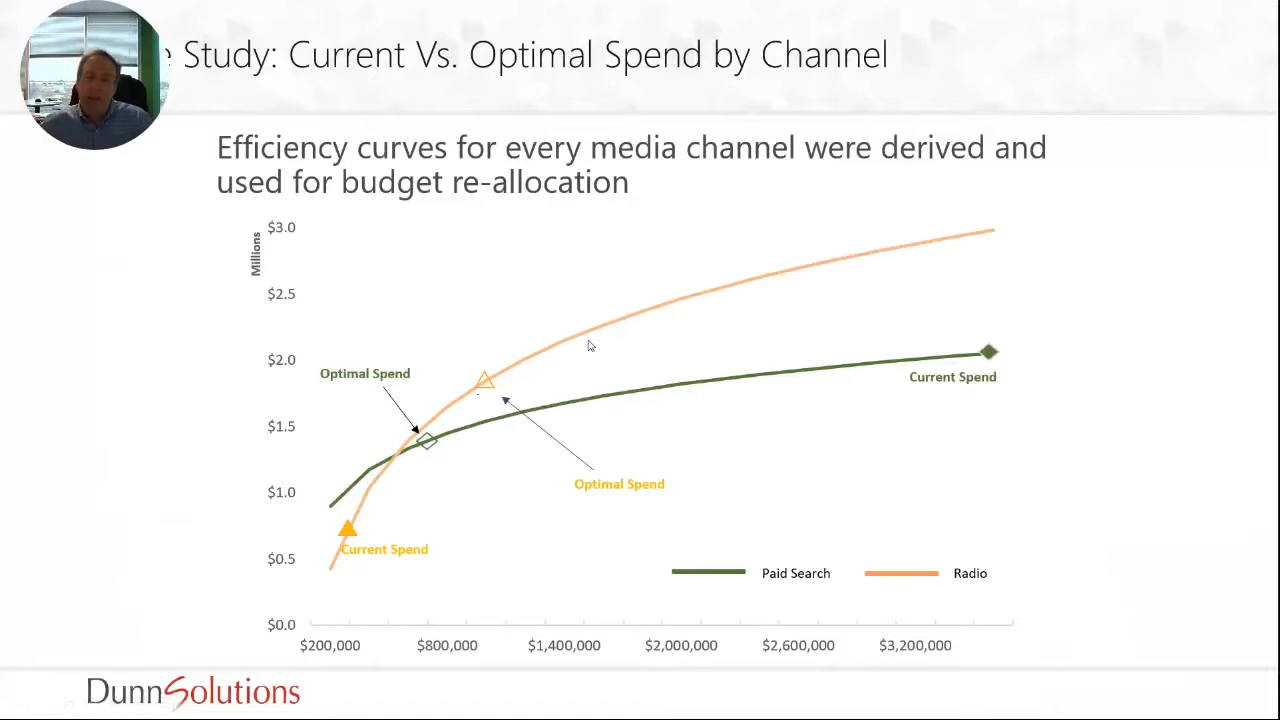 e Study: Current Vs. Optimal Spend by Channel
Efficiency curves for every media channel were derived and
used for budget re-allocation
Millions
$3.0
$2.5
$2.0
$1.5
$1.0
$0.5
$0.0
Optimal Spend
Current Spend
Optimal Spend
Current Spend
Paid Search
Radio
$200,000
$800,000
$1,400,000
$2,000,000
$2,600,000
$3,200,000
DunnSolutions